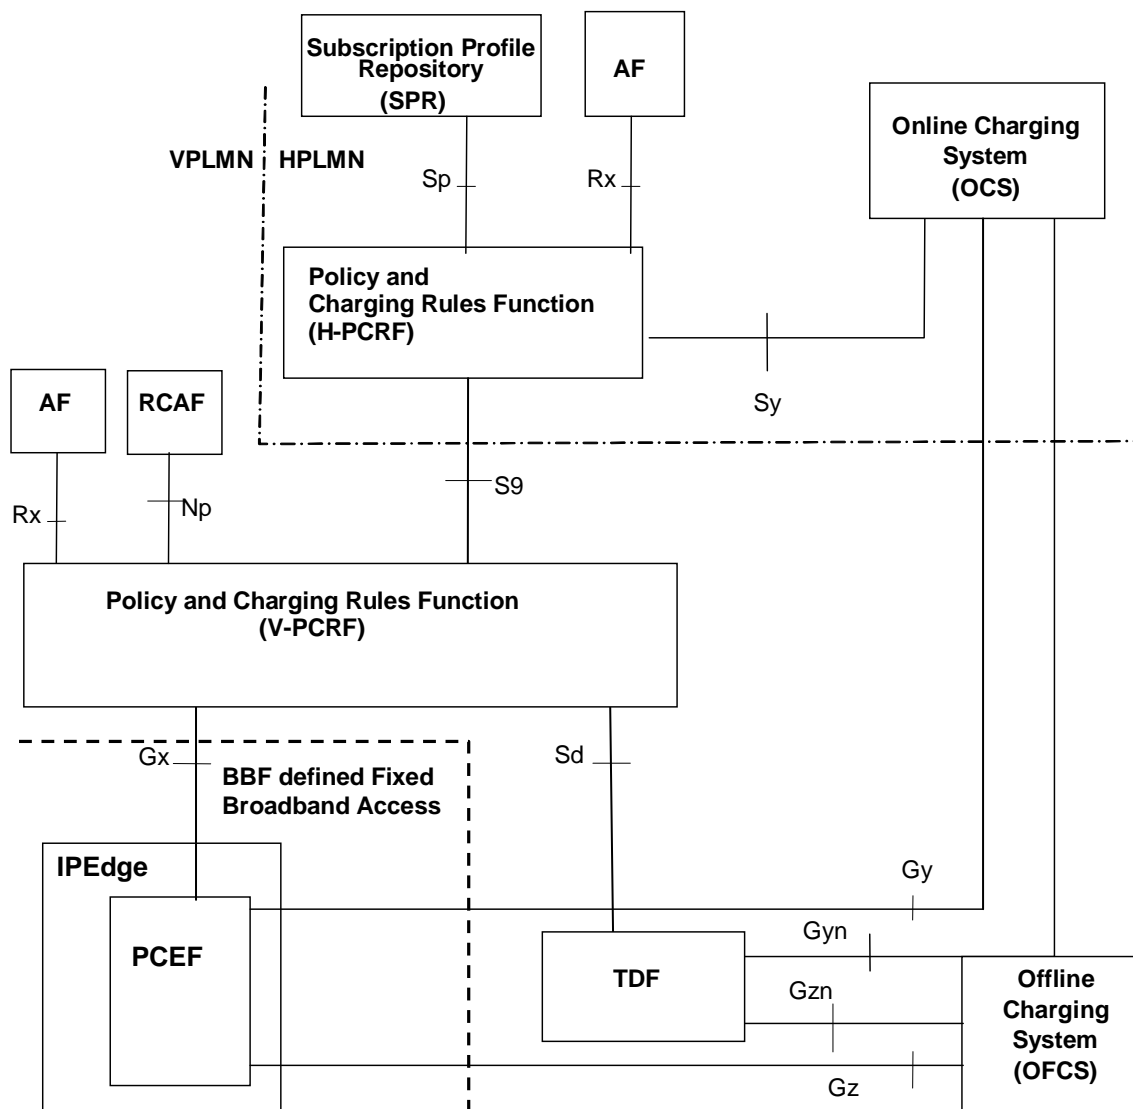 Subscription Profile
Repository
(SPR)
AF
Online Charging
System
(OCS)
VPLMN
HPLMN
Sp
Rx
Policy and
Charging Rules Function
(H-PCRF)
Sy
AF
RCAF
Rx
Np
S9
Policy and Charging Rules Function
(V-PCRF)
Gx
Sd
BBF defined Fixed
Broadband Access
IPEdge
PCEF
Gy
Gyn
TDF
Gzn
Offline
Charging
System
(OFCS)
Gz